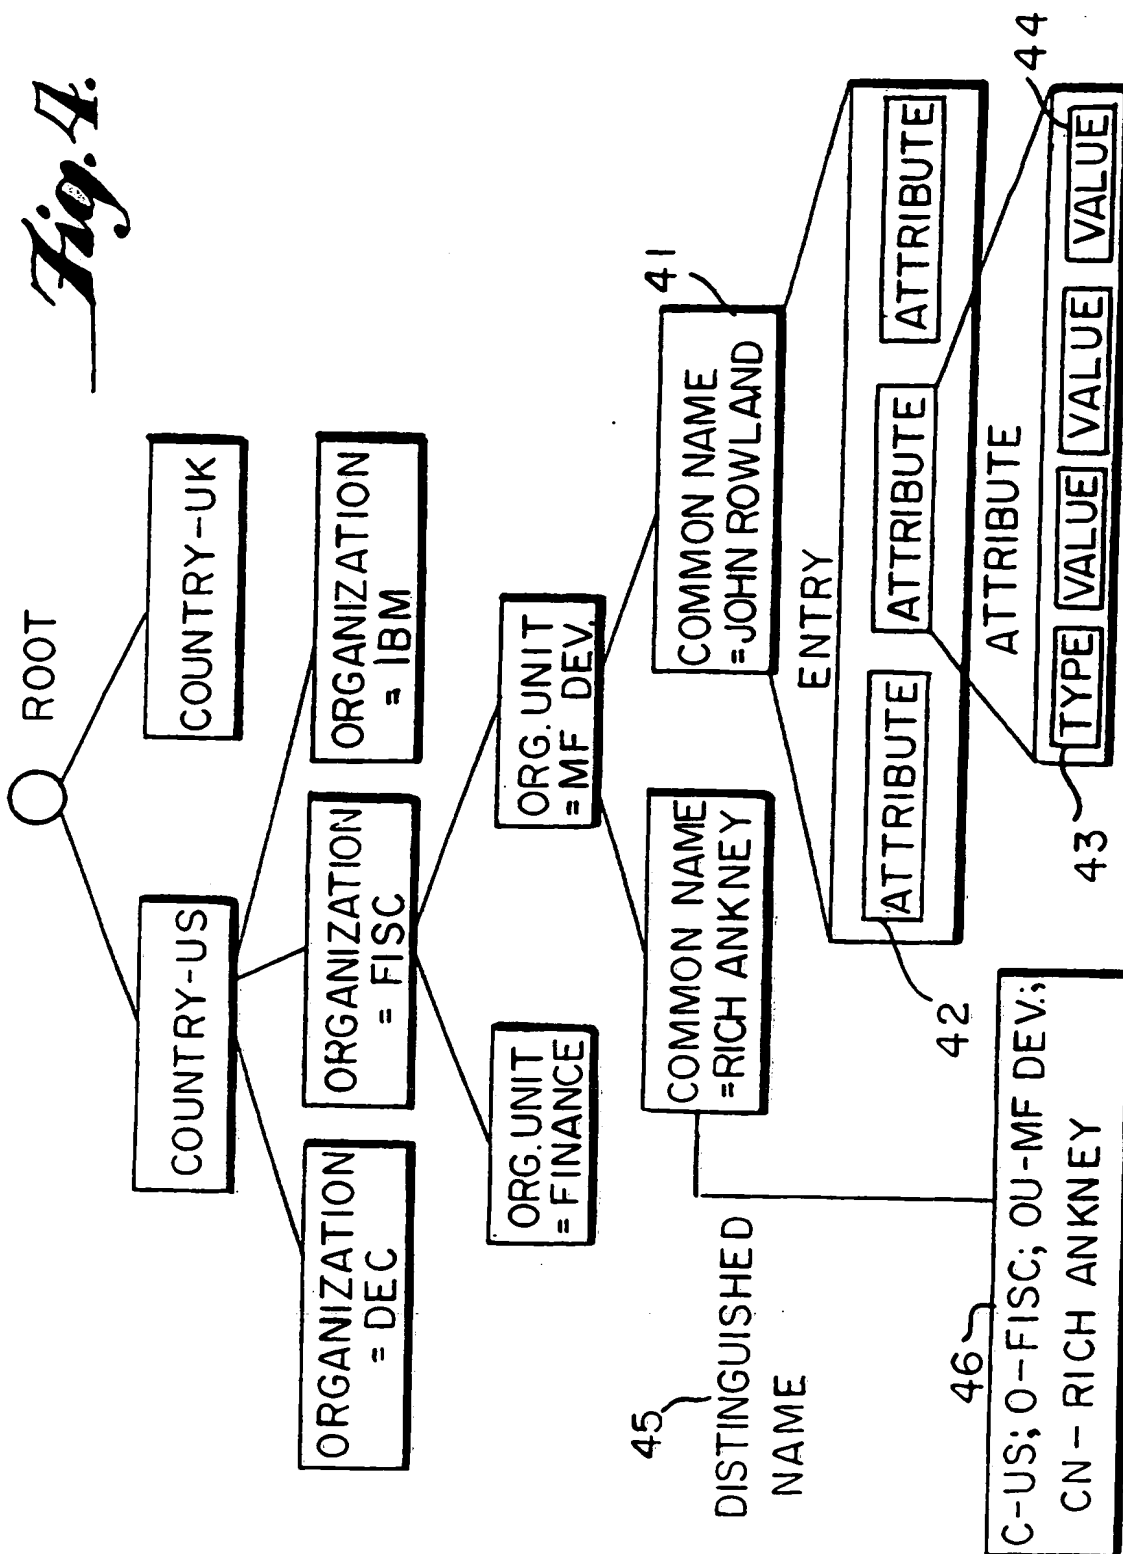 Fig. 4.
ROOT
COUNTRY-US
COUNTRY-UK
ORGANIZATION
= DEC
ORGANIZATION
= FISC
ORGANIZATION
= IBM
ORG. UNIT
= FINANCE
ORG. UNIT
= MF DEV.
45
DISTINGUISHED
NAME
COMMON NAME
=RICH ANKNEY
COMMON NAME
=JOHN ROWLAND
41
ENTRY
ATTRIBUTE
ATTRIBUTE
ATTRIBUTE
42
46
C-US; O-FISC; OU-MF DEV.;
CN - RICH ANKNEY
ATTRIBUTE
43
TYPE
VALUE
VALUE
VALUE
44